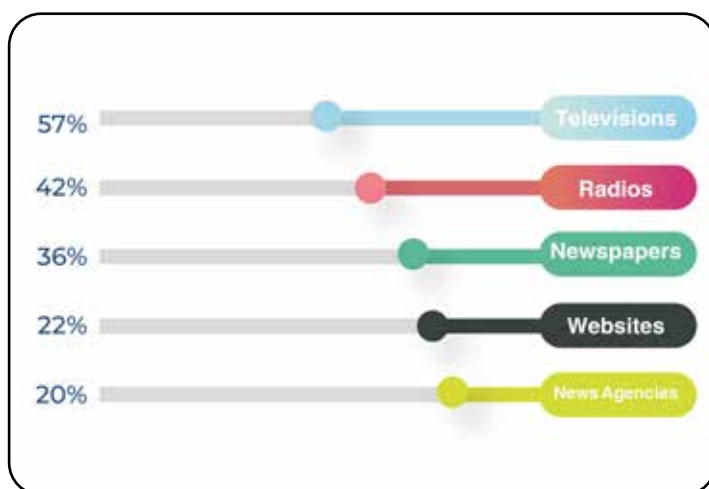 57% Televisions
42% Radios
36% Newspapers
22% Websites
20% News Agencies